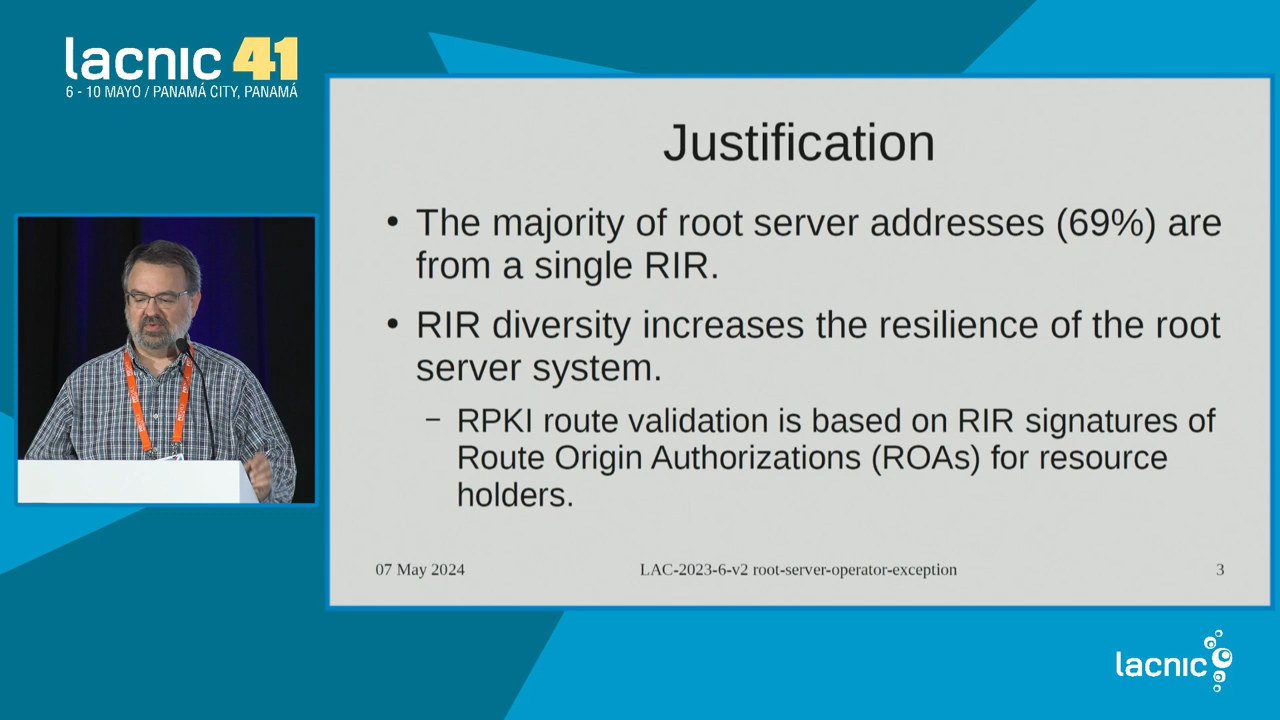 lacnic 41
6 - 10 MAYO / PANAMÁ CITY, PANAMÁ
Justification
• The majority of root server addresses (69%) are
from a single RIR.
• RIR diversity increases the resilience of the root
server system.
– RPKI route validation is based on RIR signatures of
Route Origin Authorizations (ROAs) for resource
holders.
07 May 2024 LAC-2023-6-v2 root-server-operator-exception 3
lacnic